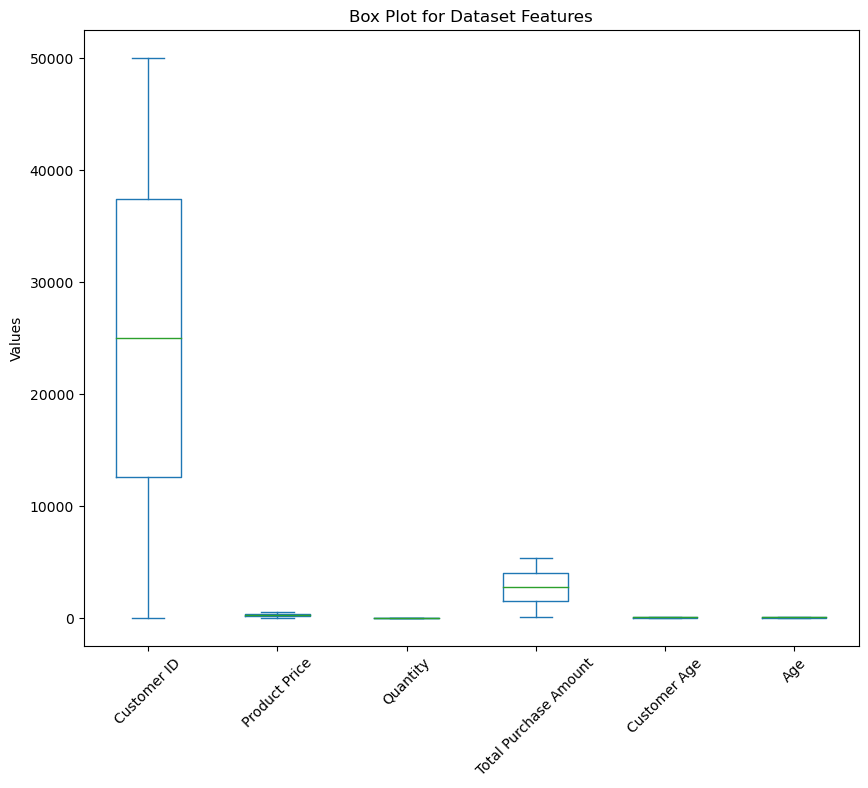 Box Plot for Dataset Features
Values
50000
40000
30000
20000
10000
0
Customer ID
Product Price
Quantity
Total Purchase Amount
Customer Age
Age